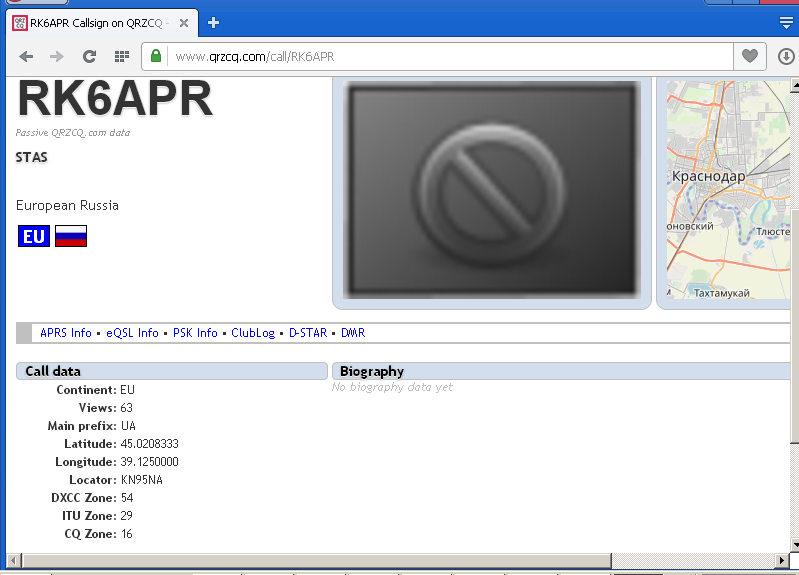 RK6APR Callsign on QRZCQ -
www.qrzcq.com/call/RK6APR
RK6APR
Passive QRZCQ.com data
STAS
European Russia
EU
Краснодар
оновский
Тлюстe
Тахтамукай
APRS Info • eQSL Info • PSK Info • ClubLog • D-STAR • DMR
Call data
Biography
Continent: EU
No biography data yet
Views: 63
Main prefix: UA
Latitude: 45.0208333
Longitude: 39.1250000
Locator: KN95NA
DXCC Zone: 54
ITU Zone: 29
CQ Zone: 16